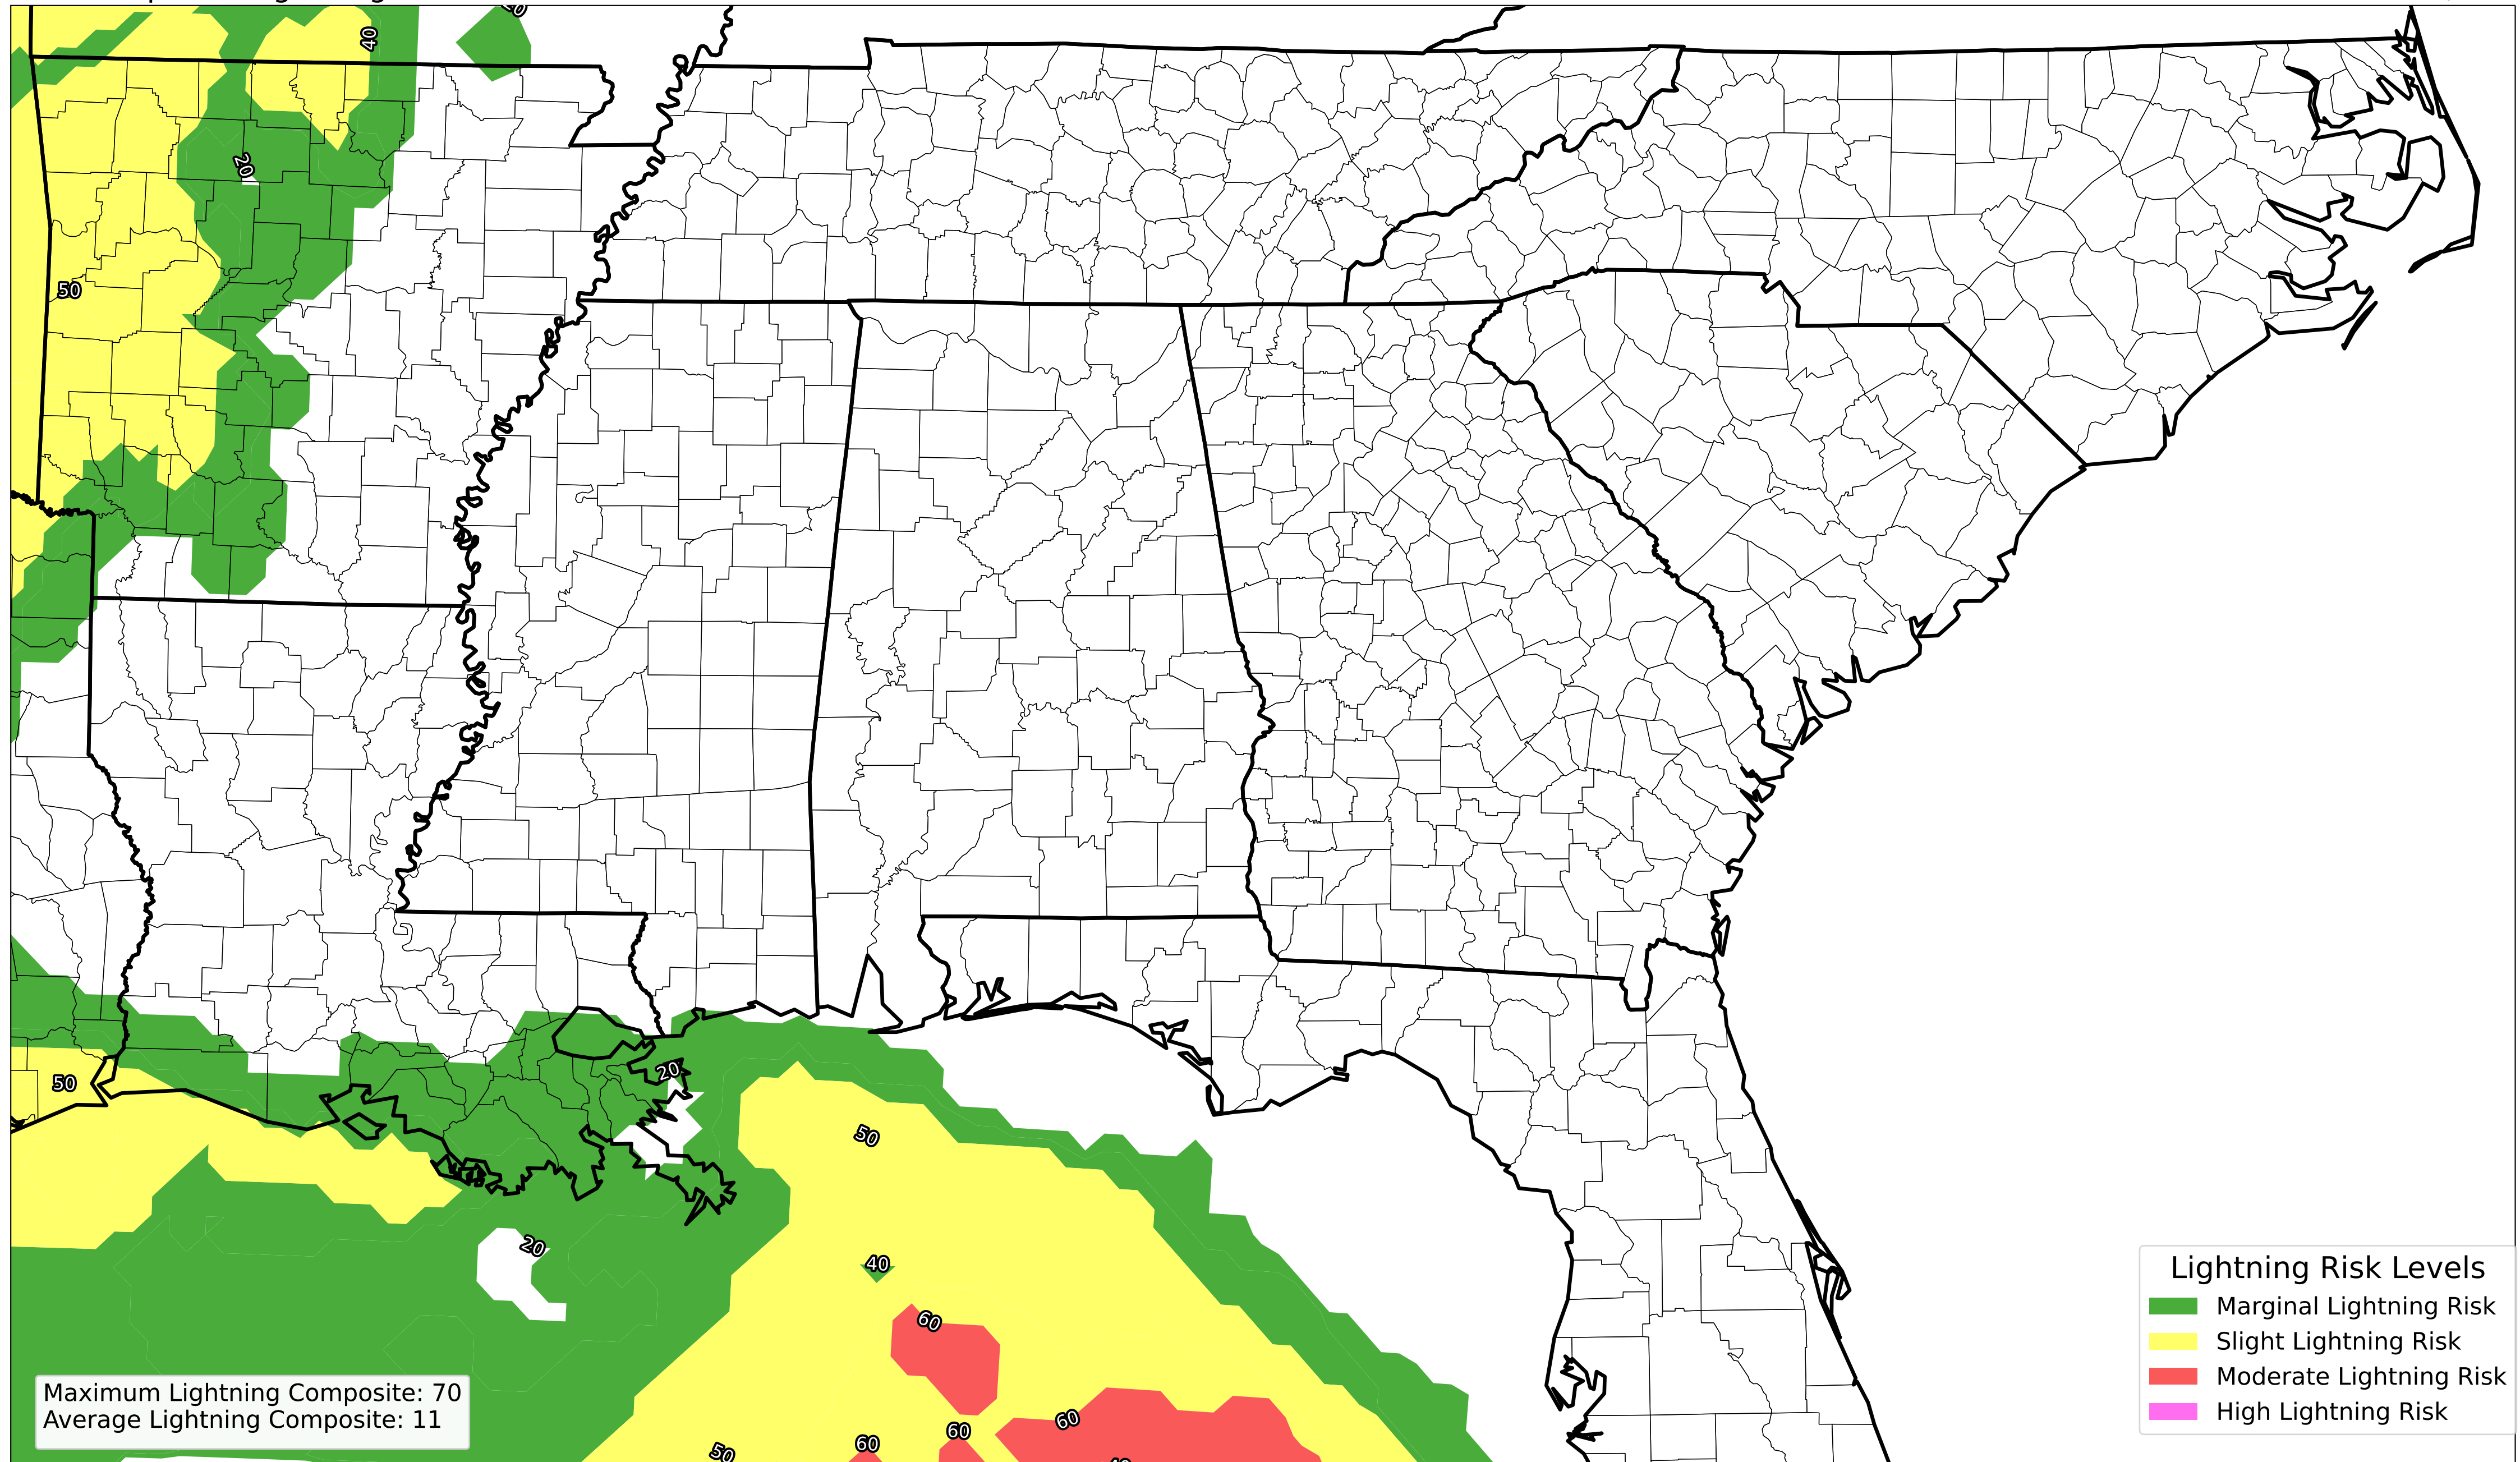 40
20
50
50
20
50
20
40
60
60
60
60
50
Lightning Risk Levels
Marginal Lightning Risk
Slight Lightning Risk
Moderate Lightning Risk
High Lightning Risk
Maximum Lightning Composite: 70
Average Lightning Composite: 11